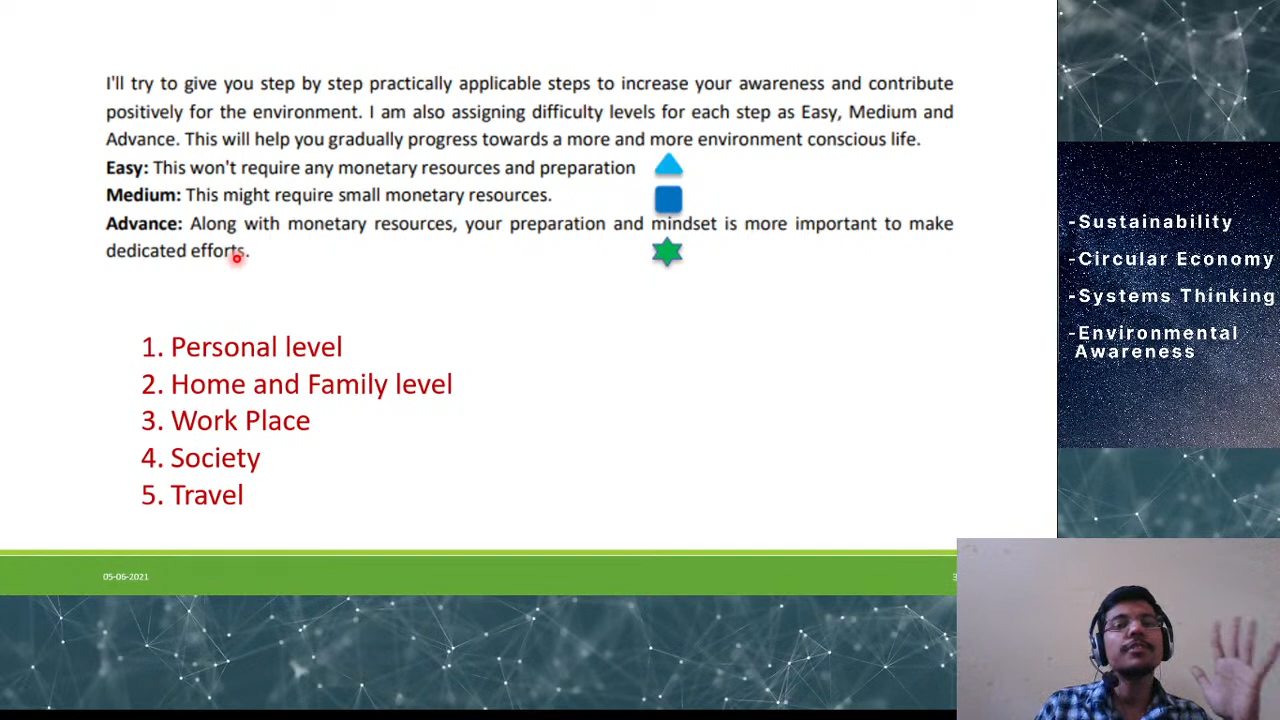 I'll try to give you step by step practically applicable steps to increase your awareness and contribute
positively for the environment. I am also assigning difficulty levels for each step as Easy, Medium and
Advance. This will help you gradually progress towards a more and more environment conscious life.
Easy: This won't require any monetary resources and preparation
Medium: This might require small monetary resources.
Advance: Along with monetary resources, your preparation and mindset is more important to make
dedicated efforts.
1. Personal level
2. Home and Family level
3. Work Place
4. Society
5. Travel
05-06-2021
3
-Sustainability
-Circular Economy
-Systems Thinking
-Environmental
Awareness